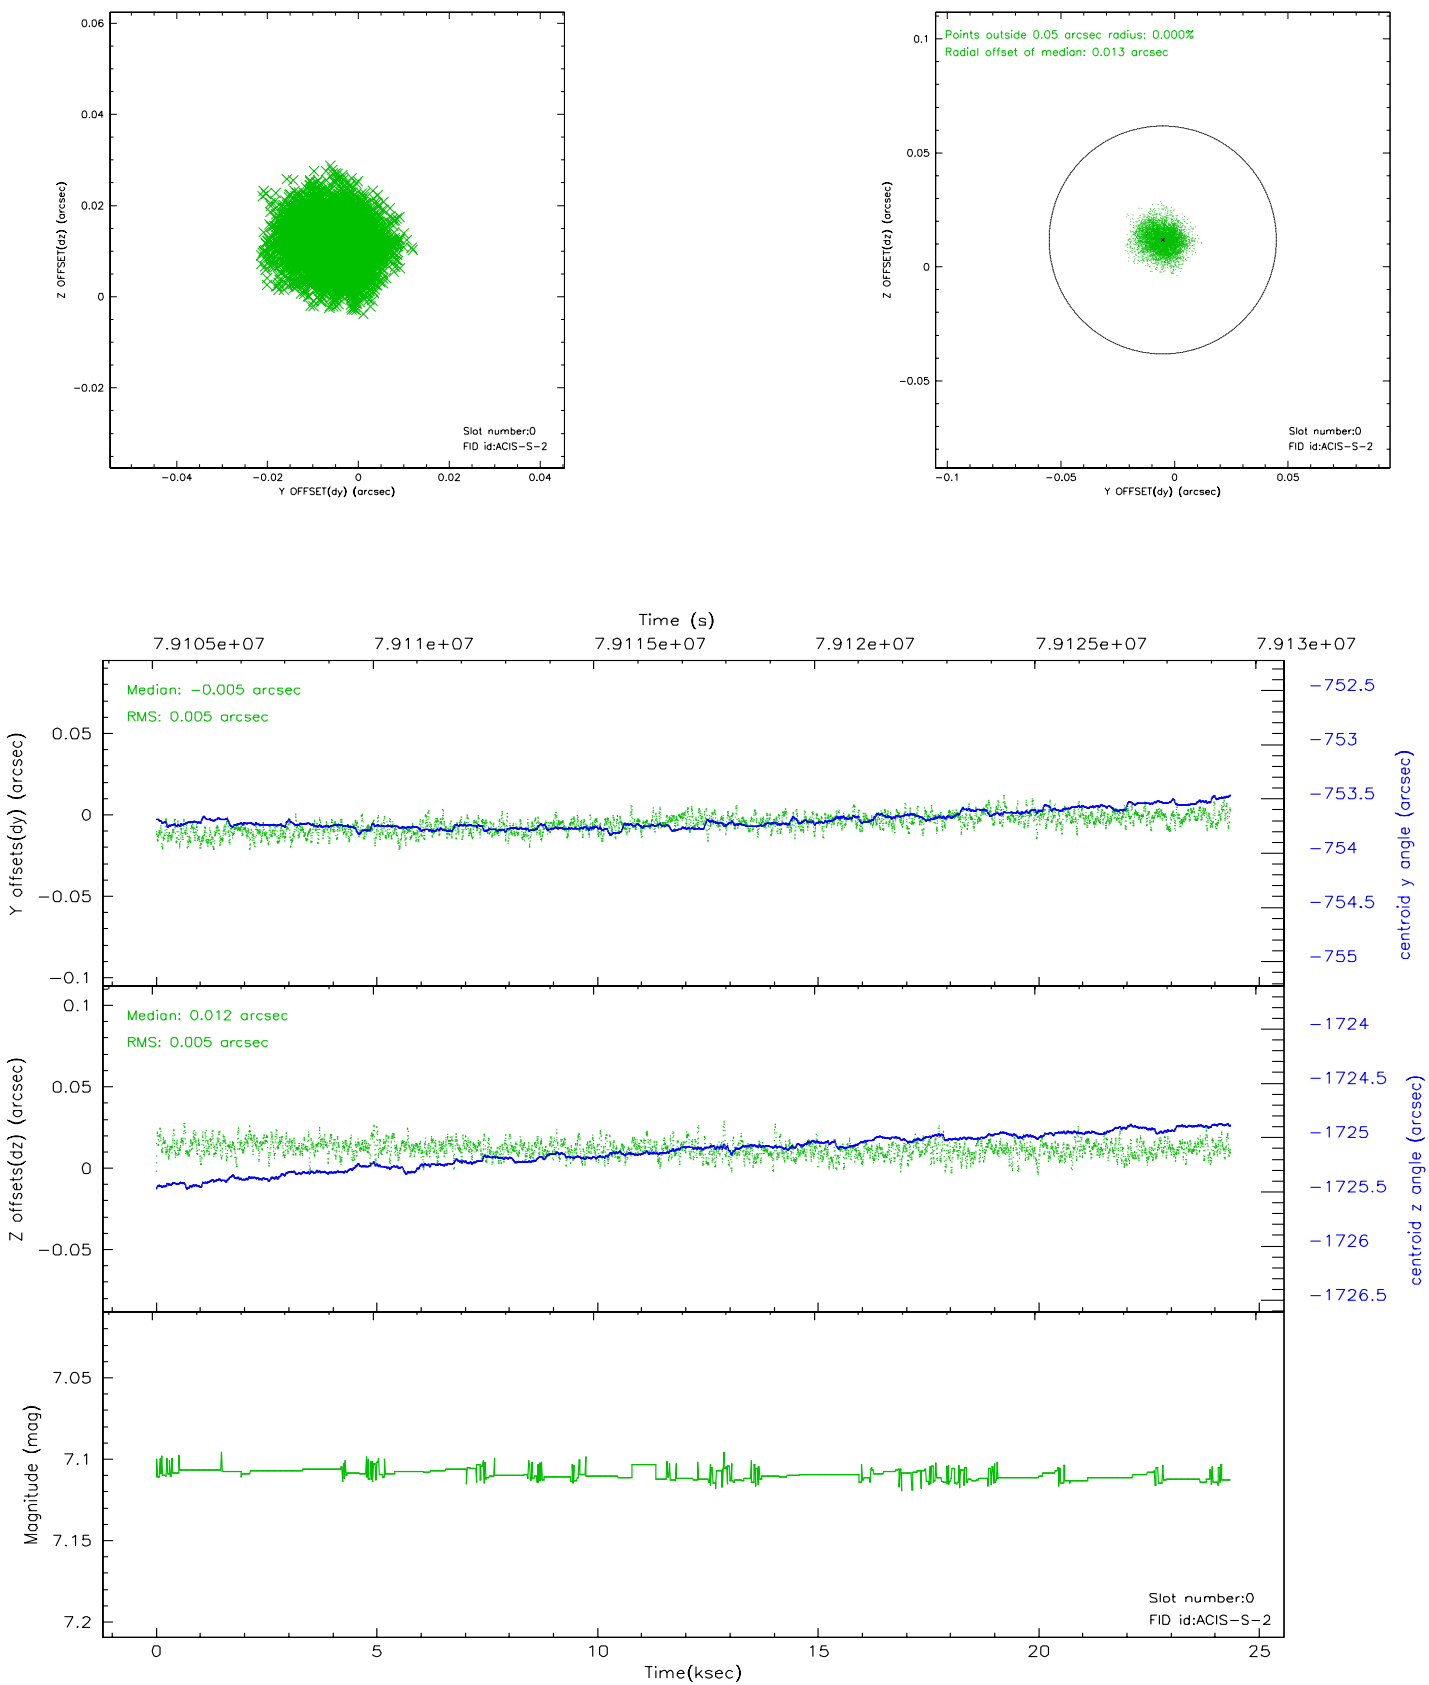 0.06
0.04
0.02
0
−0.02
Z OFFSET(dz) (arcsec)
Slot number:0
FID id:ACIS−S−2
−0.04
−0.02
0
0.02
0.04
Y OFFSET(dy) (arcsec)
Points outside 0.05 arcsec radius: 0.000%
Radial offset of median: 0.013 arcsec
0.1
0.05
0
−0.05
Z OFFSET(dz) (arcsec)
Slot number:0
FID id:ACIS−S−2
−0.1
−0.05
0
0.05
Y OFFSET(dy) (arcsec)
Time (s)
7.9105e+07
7.911e+07
7.9115e+07
7.912e+07
7.9125e+07
7.913e+07
Median: −0.005 arcsec
RMS: 0.005 arcsec
0.05
0
−0.05
−0.1
Y offsets(dy) (arcsec)
−752.5
−753
−753.5
−754
−754.5
−755
centroid y angle (arcsec)
Median: 0.012 arcsec
RMS: 0.005 arcsec
0.1
0.05
0
−0.05
Z offsets(dz) (arcsec)
−1724
−1724.5
−1725
−1725.5
−1726
−1726.5
centroid z angle (arcsec)
7.05
7.1
7.15
7.2
Magnitude (mag)
Slot number:0
FID id:ACIS−S−2
0
5
10
15
20
25
Time(ksec)